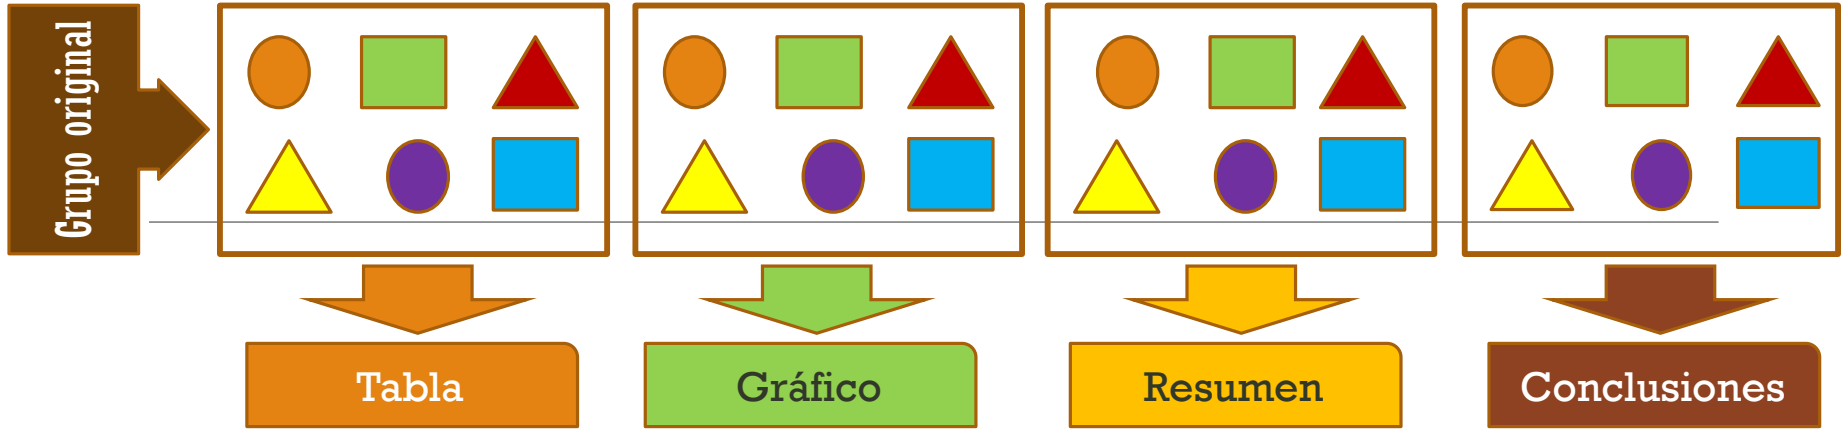 Grupo original
Tabla
Gráfico
Resumen
Conclusiones